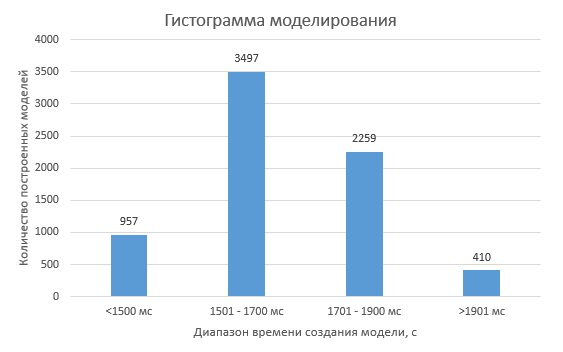 Гистограмма моделирования
Количество построенных моделей
4000
3500
3000
2500
2000
1500
1000
500
0
957
3497
2259
410
<1500 мс
1501 - 1700 мс
1701 - 1900 мс
>1901 мс
Диапазон времени создания модели, с